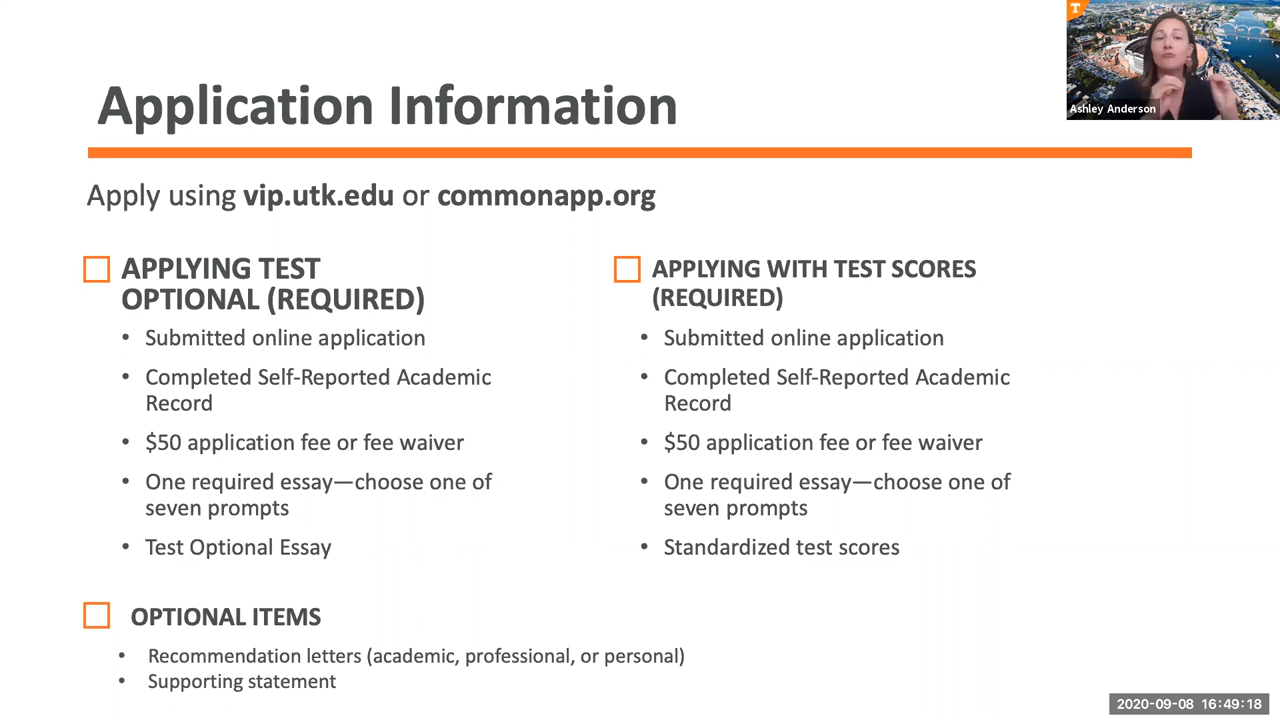 T
Ashley Anderson
Application Information
Apply using vip.utk.edu or commonapp.org
APPLYING TEST
OPTIONAL (REQUIRED)
• Submitted online application
• Completed Self-Reported Academic
Record
• $50 application fee or fee waiver
• One required essay—choose one of
seven prompts
• Test Optional Essay
APPLYING WITH TEST SCORES
(REQUIRED)
• Submitted online application
• Completed Self-Reported Academic
Record
• $50 application fee or fee waiver
• One required essay—choose one of
seven prompts
• Standardized test scores
OPTIONAL ITEMS
• Recommendation letters (academic, professional, or personal)
• Supporting statement
2020-09-08 16:49:18